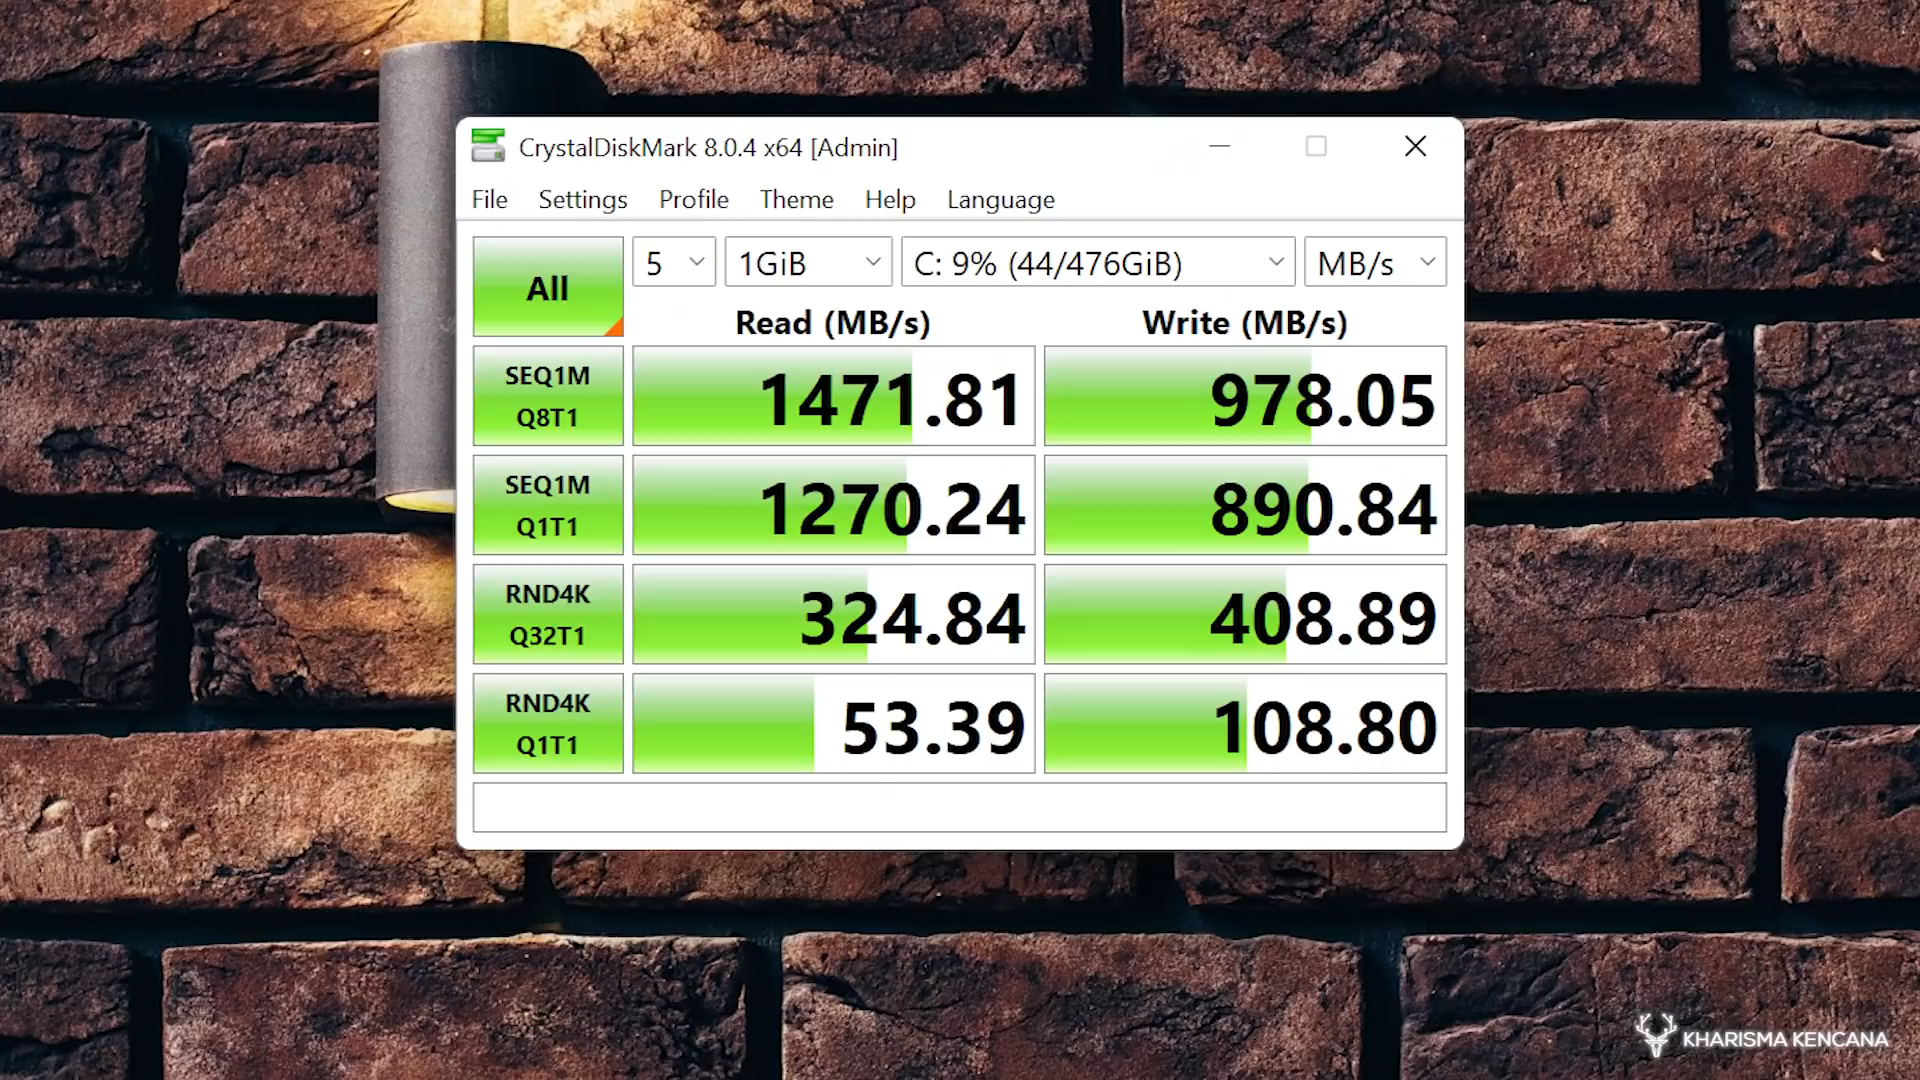 CrystalDiskMark 8.0.4 x64 [Admin]
File Settings Profile Theme Help Language
All
5 1GiB C: 9% (44/476GiB) MB/s
Read (MB/s) Write (MB/s)
SEQ1M
Q8T1
1471.81 978.05
SEQ1M
Q1T1
1270.24 890.84
RND4K
Q32T1
324.84 408.89
RND4K
Q1T1
53.39 108.80
KHARISMA KENCANA